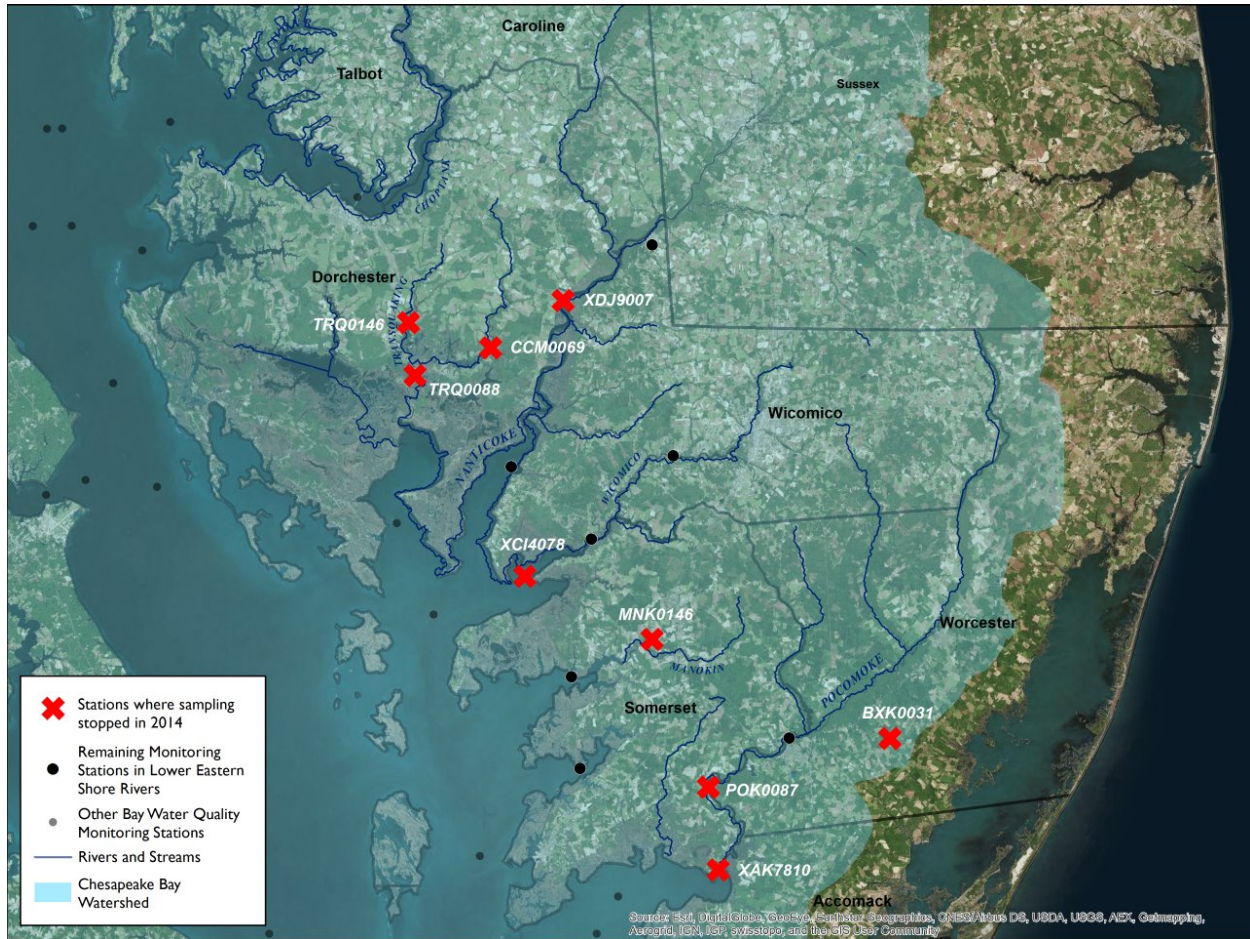 Caroline
Talbot
Sussex
CHOPTANK
Dorchester
TRANSQUAKING
XDJ9007
TRQ0146
CCM0069
TRQ0088
Wicomico
NANTICOKE
WICOMICO
XCI4078
MNK0146
Worcester
MANOKIN
POCOMOKE
Somerset
BXK0031
POK0087
XAK7810
Accomack
Stations where sampling
stopped in 2014
Remaining Monitoring
Stations in Lower Eastern
Shore Rivers
Other Bay Water Quality
Monitoring Stations
Rivers and Streams
Chesapeake Bay
Watershed
Source: Esri, DigitalGlobe, GeoEye, Earthstar Geographics, CNES/Airbus DS, USDA, USGS, AEX, Getmapping,
Aerogrid, IGN, IGP, swisstopo, and the GIS User Community